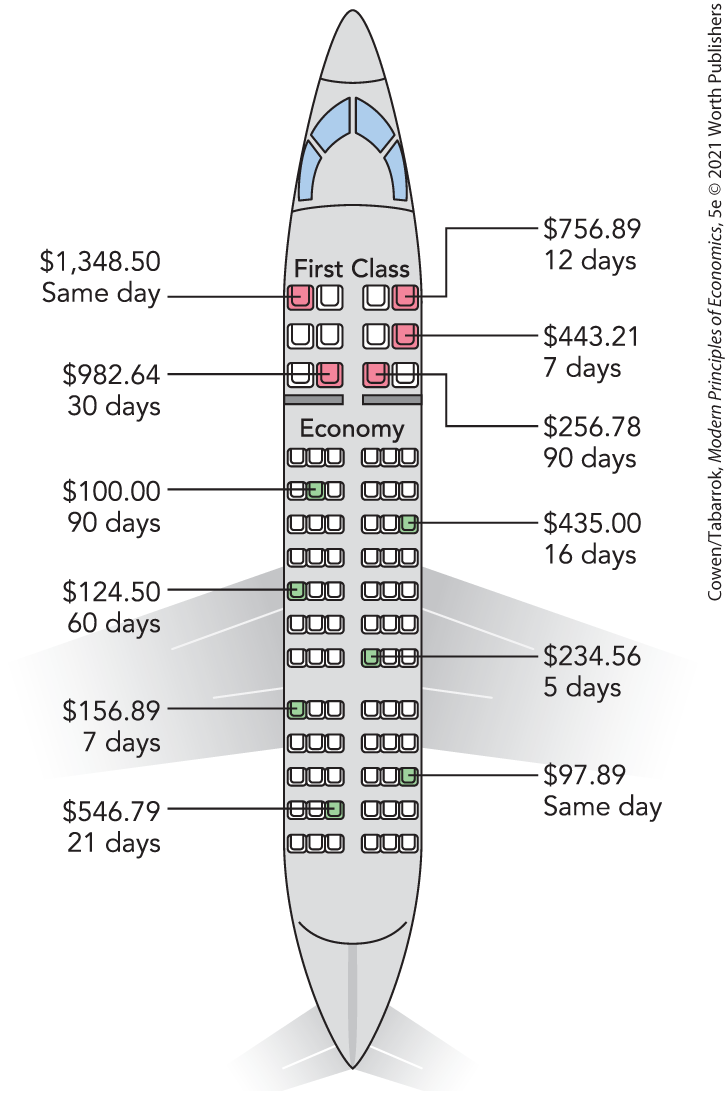 First Class
$1,348.50
Same day
$756.89
12 days
$443.21
7 days
$982.64
30 days
$256.78
90 days
Economy
$100.00
90 days
$435.00
16 days
$124.50
60 days
$234.56
5 days
$156.89
7 days
$97.89
Same day
$546.79
21 days
Cowen/Tabarrok, Modern Principles of Economics, 5e © 2021 Worth Publishers